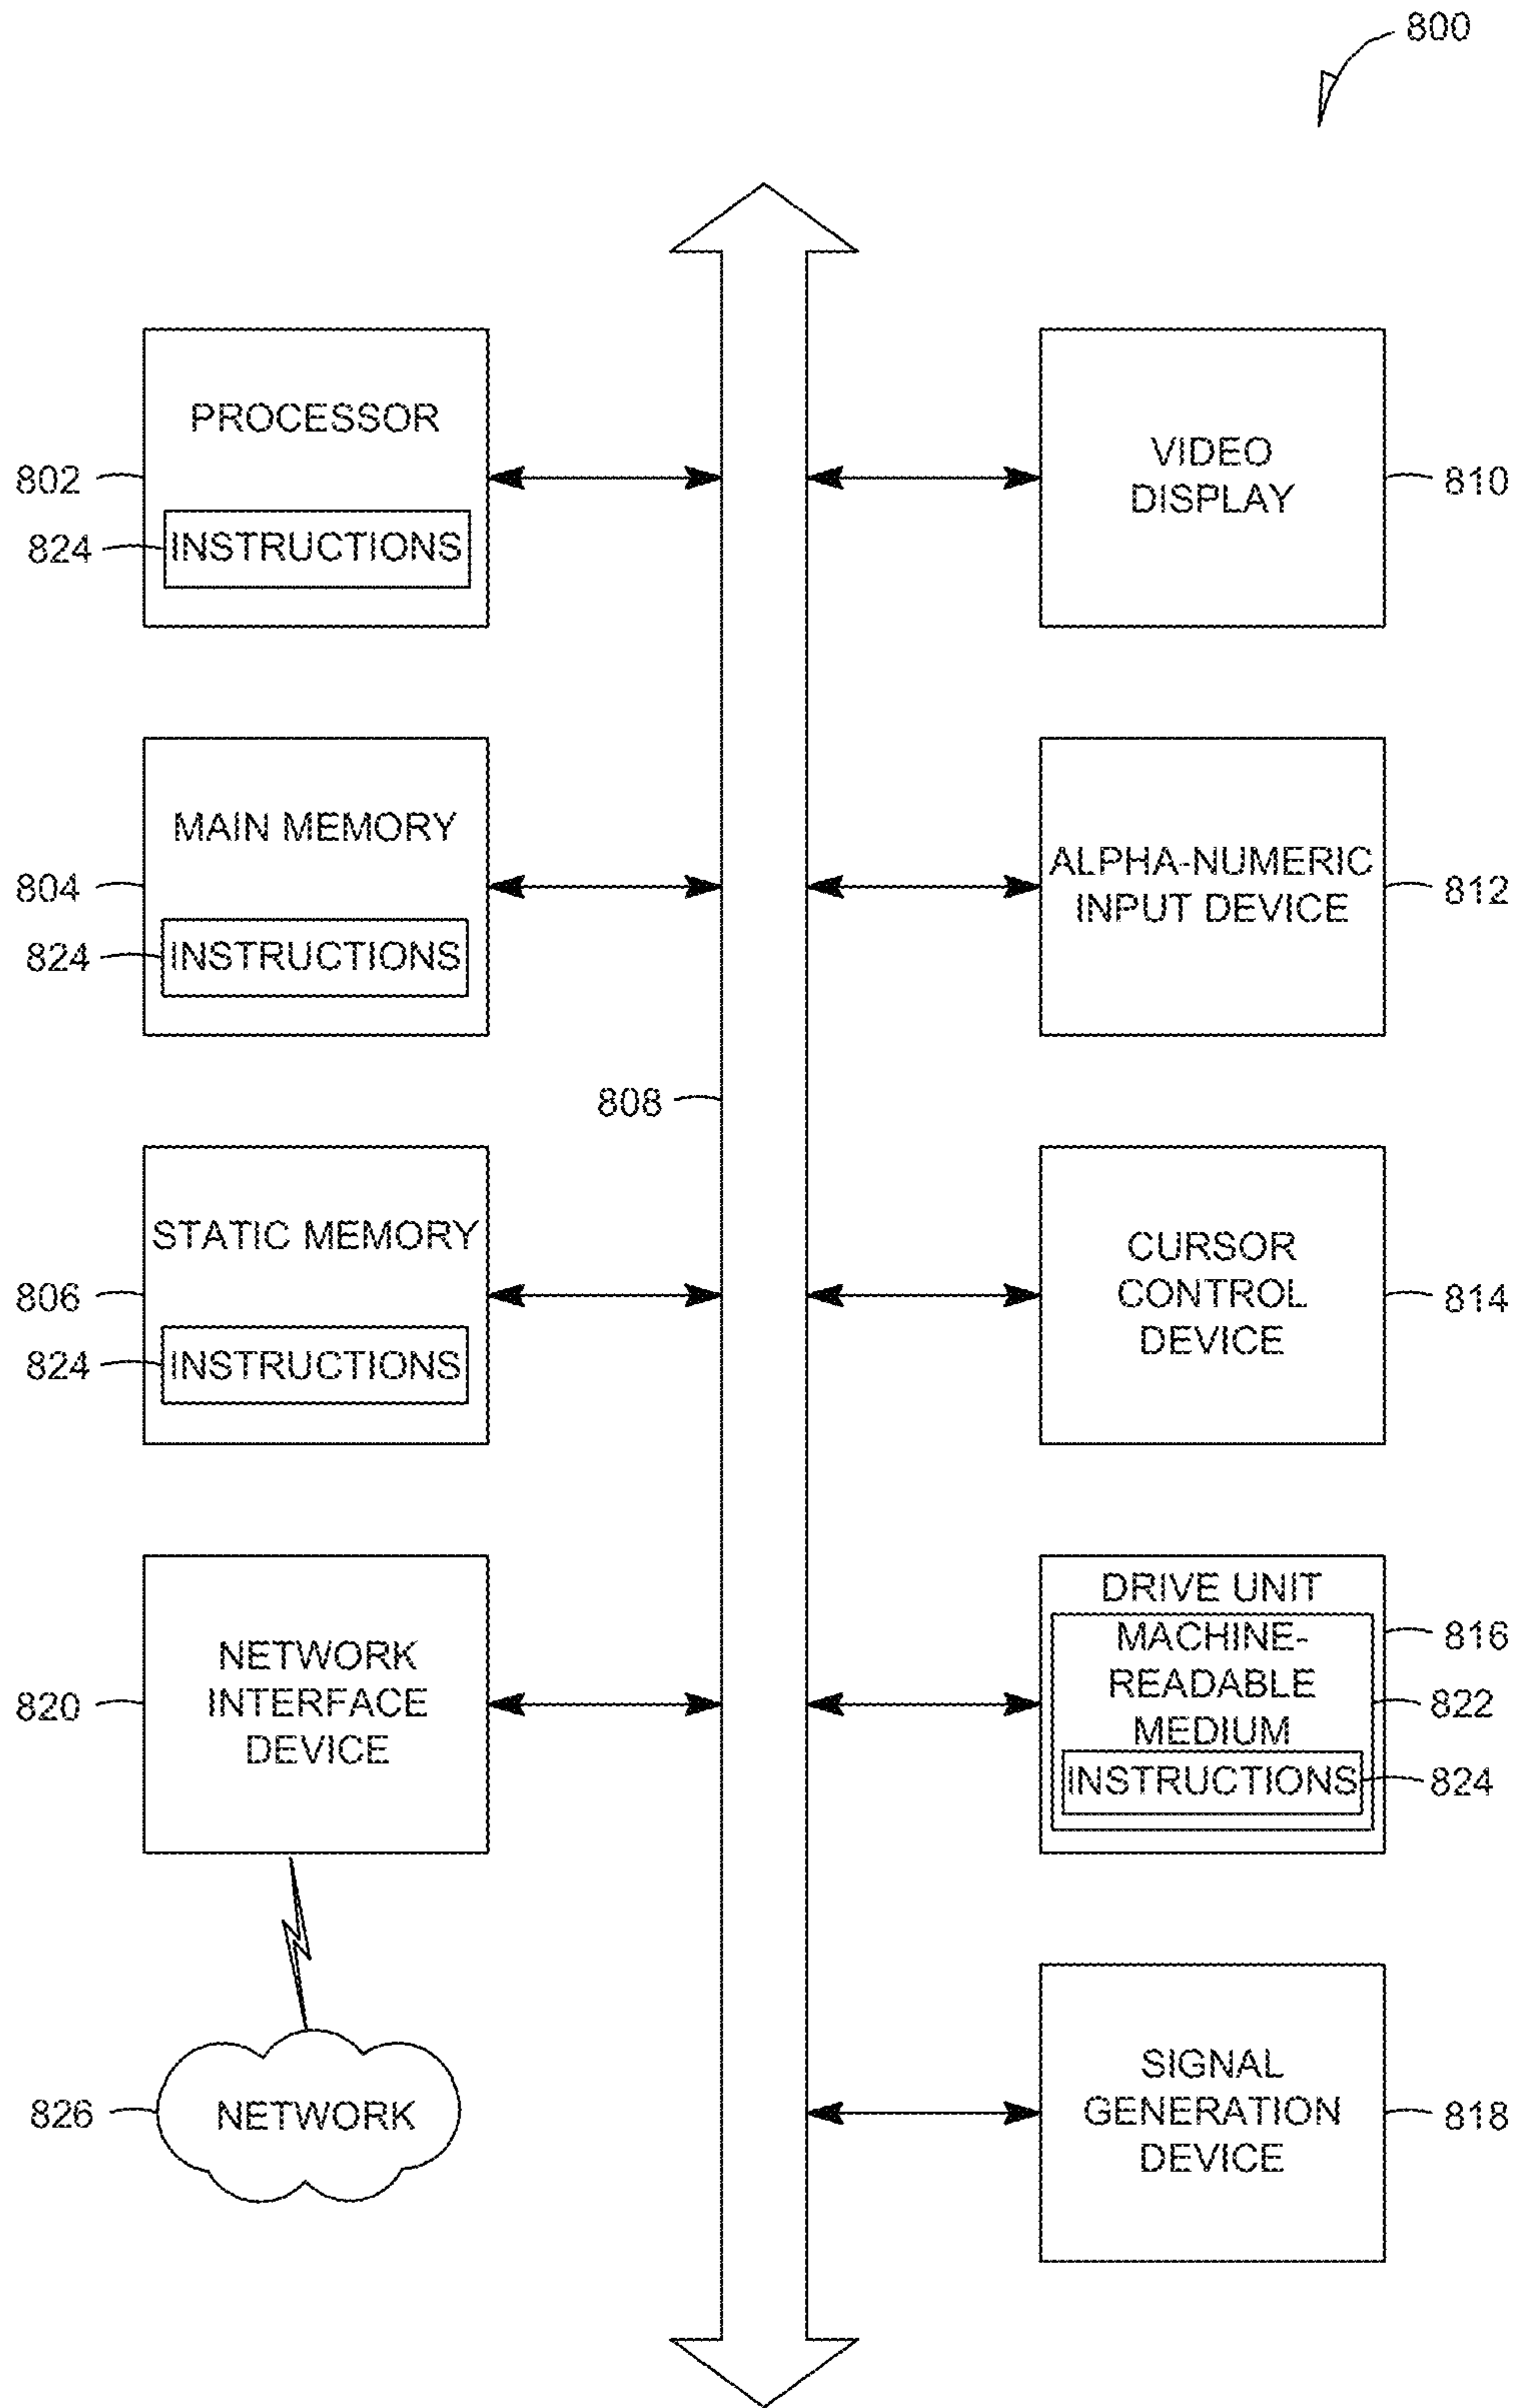 800
PROCESSOR
802
824
INSTRUCTIONS
VIDEO
DISPLAY
810
MAIN MEMORY
804
824
INSTRUCTIONS
ALPHA-NUMERIC
INPUT DEVICE
812
808
STATIC MEMORY
806
824
INSTRUCTIONS
CURSOR
CONTROL
DEVICE
814
NETWORK
INTERFACE
DEVICE
820
DRIVE UNIT
816
MACHINE-
READABLE
MEDIUM
822
INSTRUCTIONS
824
826
NETWORK
SIGNAL
GENERATION
DEVICE
818